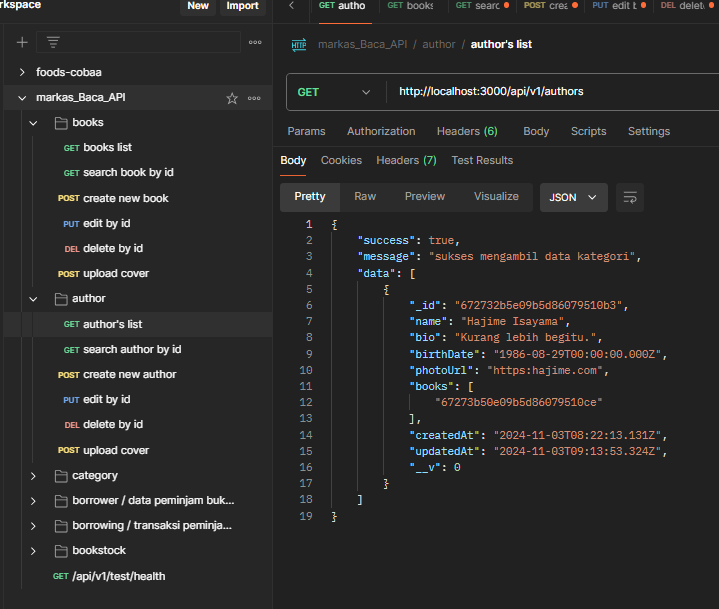 rkspace New Import
foods-cobaa
markas_Baca_API
books
GET books list
GET search book by id
POST create new book
PUT edit by id
DEL delete by id
POST upload cover
author
GET author's list
GET search author by id
POST create new author
PUT edit by id
DEL delete by id
POST upload cover
category
borrower / data peminjam buk...
borrowing / transaksi peminja...
bookstock
GET /api/v1/test/health
GET autho GET books GET searc POST crea PUT edit b DEL delet
HTTP markas_Baca_API / author / author's list
GET http://localhost:3000/api/v1/authors
Params Authorization Headers (6) Body Scripts Settings
Body Cookies Headers (7) Test Results
Pretty Raw Preview Visualize JSON
1 {
2 "success": true,
3 "message": "sukses mengambil data kategori",
4 "data": [
5 {
6 "_id": "672732b5e09b5d86079510b3",
7 "name": "Hajime Isayama",
8 "bio": "Kurang lebih begitu.",
9 "birthDate": "1986-08-29T00:00:00.000Z",
10 "photoUrl": "https:hajime.com",
11 "books": [
12 "67273b50e09b5d86079510ce"
13 ],
14 "createdAt": "2024-11-03T08:22:13.131Z",
15 "updatedAt": "2024-11-03T09:13:53.324Z",
16 "__v": 0
17 }
18 ]
19 }